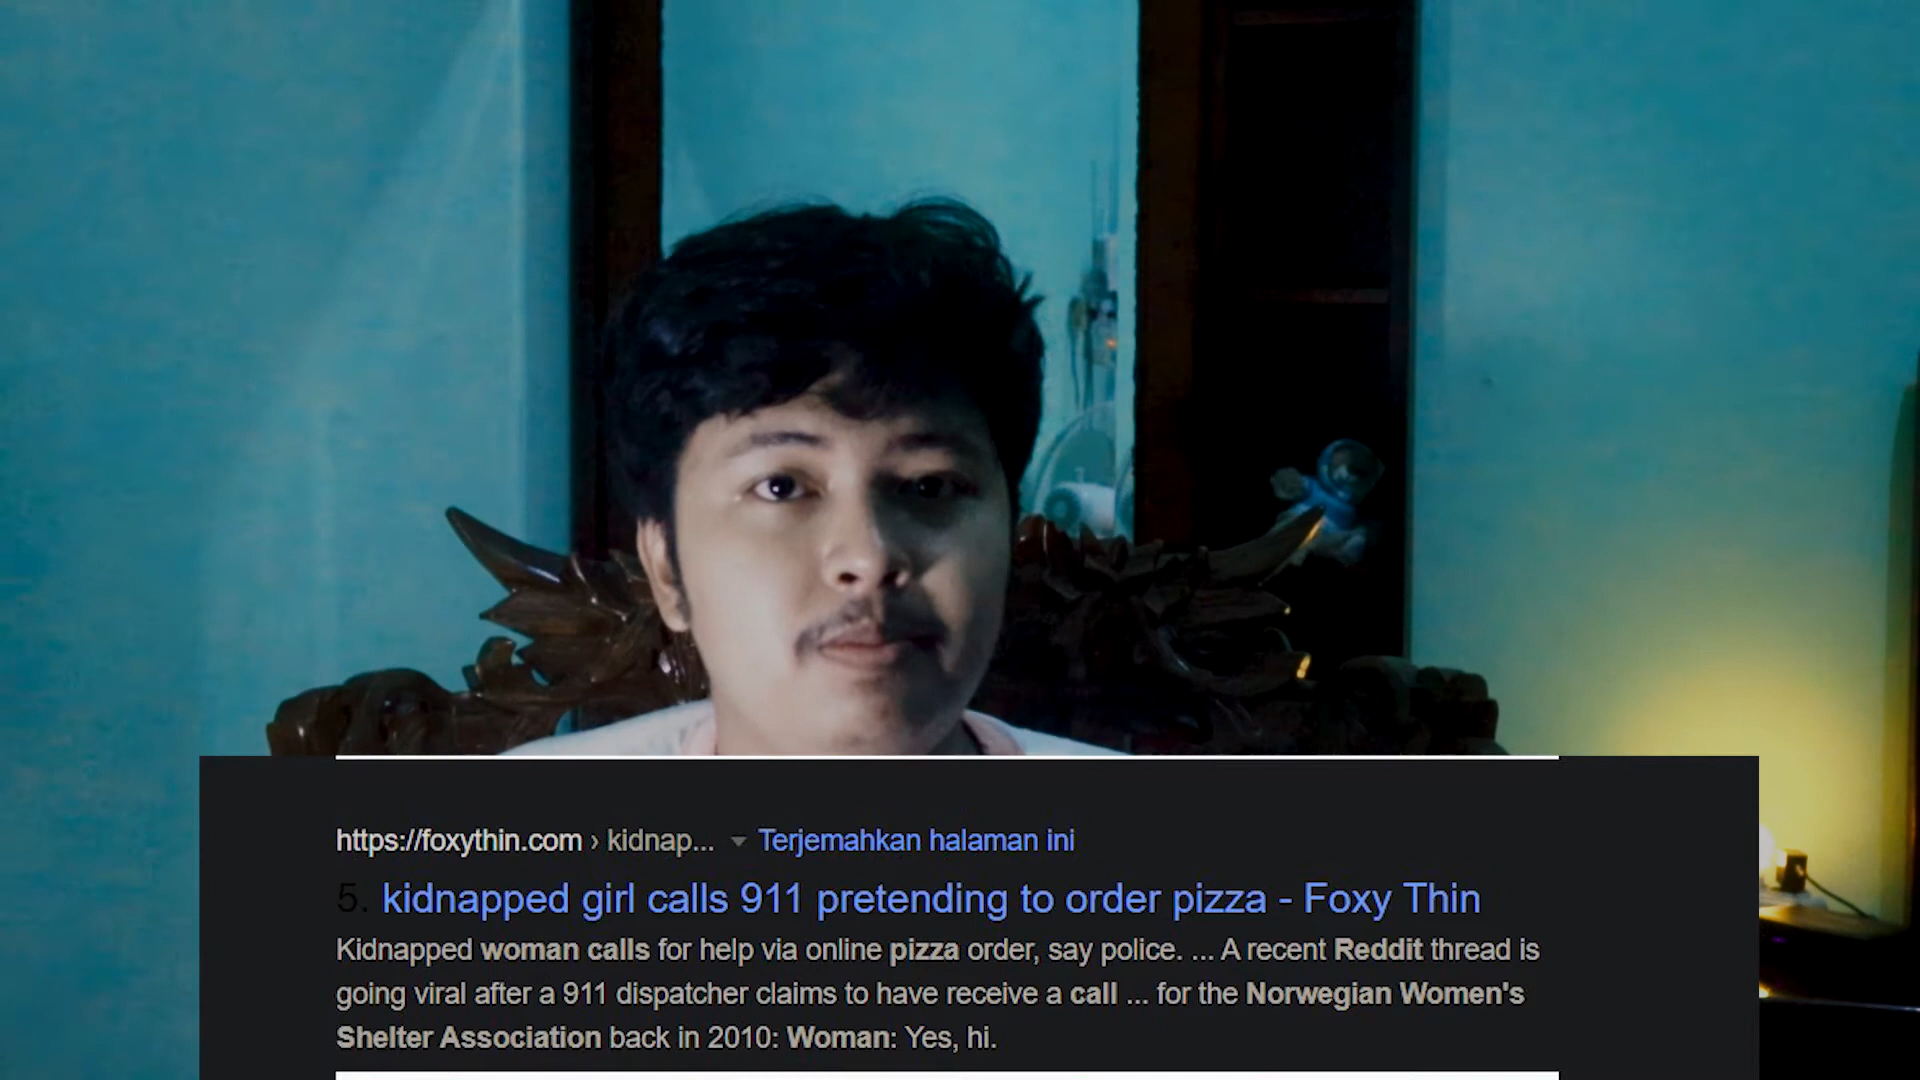 https://foxythin.com › kidnap... Terjemahkan halaman ini
5. kidnapped girl calls 911 pretending to order pizza - Foxy Thin
Kidnapped woman calls for help via online pizza order, say police. ... A recent Reddit thread is
going viral after a 911 dispatcher claims to have receive a call ... for the Norwegian Women's
Shelter Association back in 2010: Woman: Yes, hi.